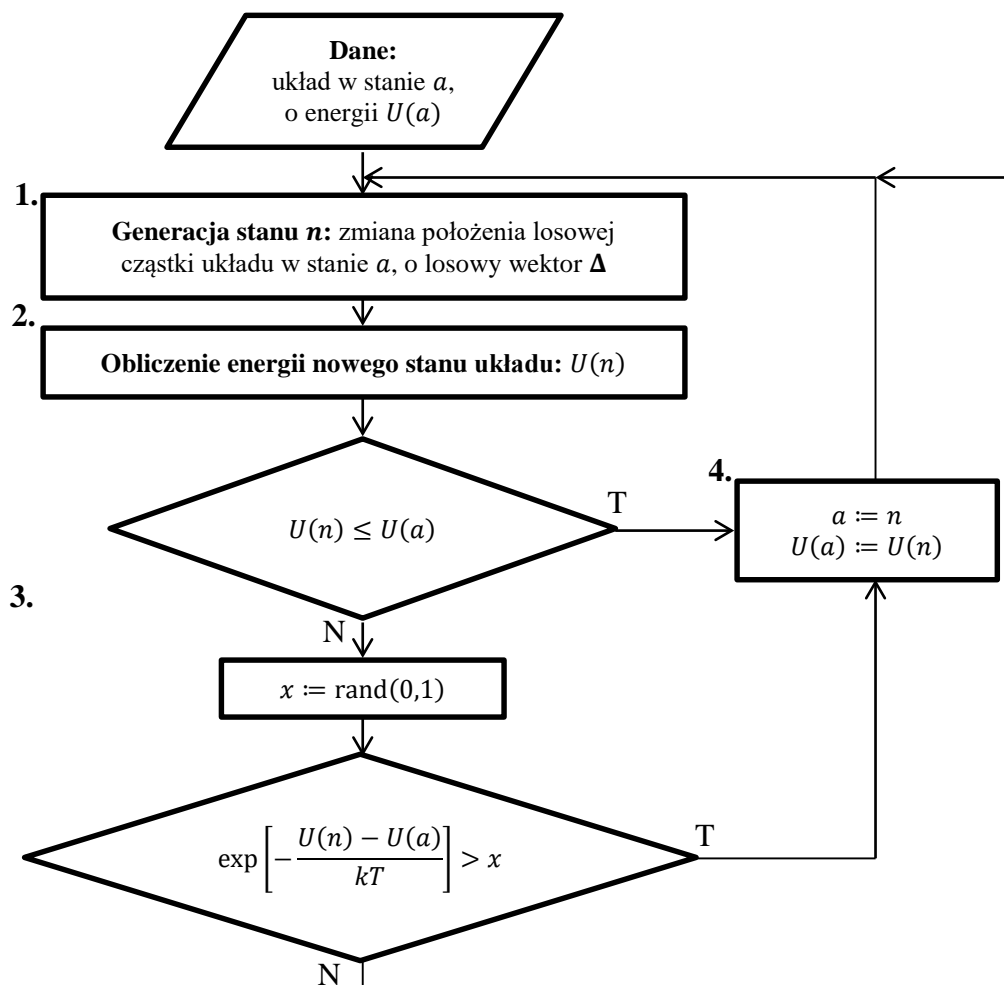 Dane:
układ w stanie 𝑎,
o energii 𝑈(𝑎)
1.
Generacja stanu 𝒏: zmiana położenia losowej
cząstki układu w stanie 𝑎, o losowy wektor 𝚫
2.
Obliczenie energii nowego stanu układu: 𝑈(𝑛)
𝑈(𝑛) ≤ 𝑈(𝑎)
T
4.
𝑎 ≔ 𝑛
𝑈(𝑎) ≔ 𝑈(𝑛)
3.
N
𝑥 ≔ rand(0,1)
exp [− (𝑈(𝑛) − 𝑈(𝑎)) / 𝑘𝑇] > 𝑥
T
N